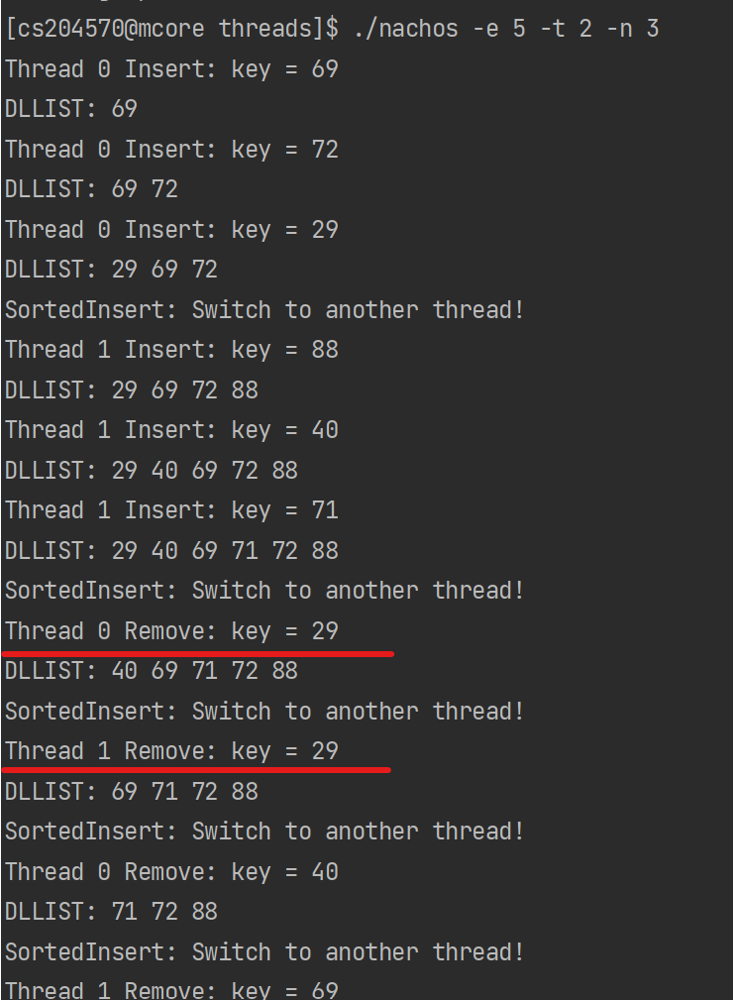 [cs204570@mcore threads]$ ./nachos -e 5 -t 2 -n 3
Thread 0 Insert: key = 69
DLLIST: 69
Thread 0 Insert: key = 72
DLLIST: 69 72
Thread 0 Insert: key = 29
DLLIST: 29 69 72
SortedInsert: Switch to another thread!
Thread 1 Insert: key = 88
DLLIST: 29 69 72 88
Thread 1 Insert: key = 40
DLLIST: 29 40 69 72 88
Thread 1 Insert: key = 71
DLLIST: 29 40 69 71 72 88
SortedInsert: Switch to another thread!
Thread 0 Remove: key = 29
DLLIST: 40 69 71 72 88
SortedInsert: Switch to another thread!
Thread 1 Remove: key = 29
DLLIST: 69 71 72 88
SortedInsert: Switch to another thread!
Thread 0 Remove: key = 40
DLLIST: 71 72 88
SortedInsert: Switch to another thread!
Thread 1 Remove: key = 69